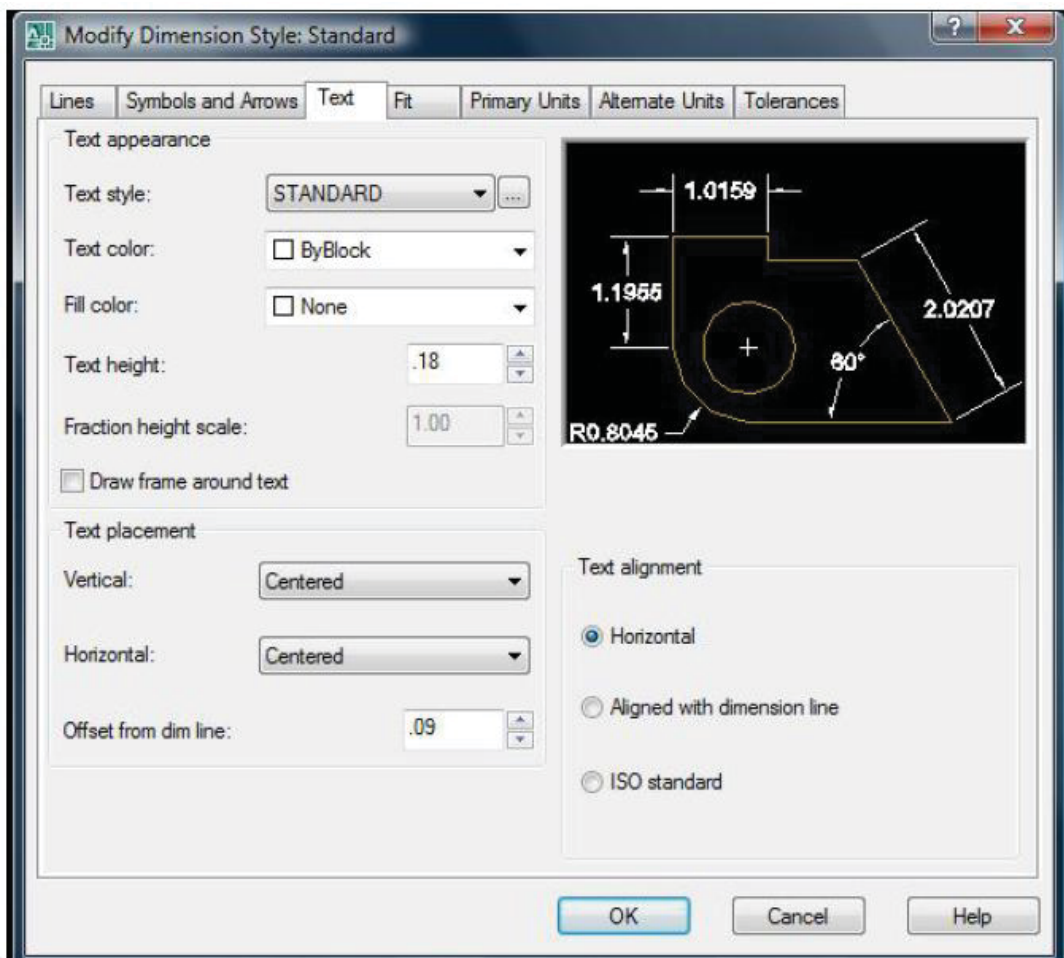 Modify Dimension Style: Standard
? X
Lines Symbols and Arrows Text Fit Primary Units Alternate Units Tolerances
Text appearance
Text style: STANDARD ...
Text color: ByBlock
Fill color: None
Text height: .18
Fraction height scale: 1.00
Draw frame around text
1.0159
1.1955
2.0207
60°
R0.8045
Text placement
Vertical: Centered
Horizontal: Centered
Offset from dim line: .09
Text alignment
Horizontal
Aligned with dimension line
ISO standard
OK Cancel Help